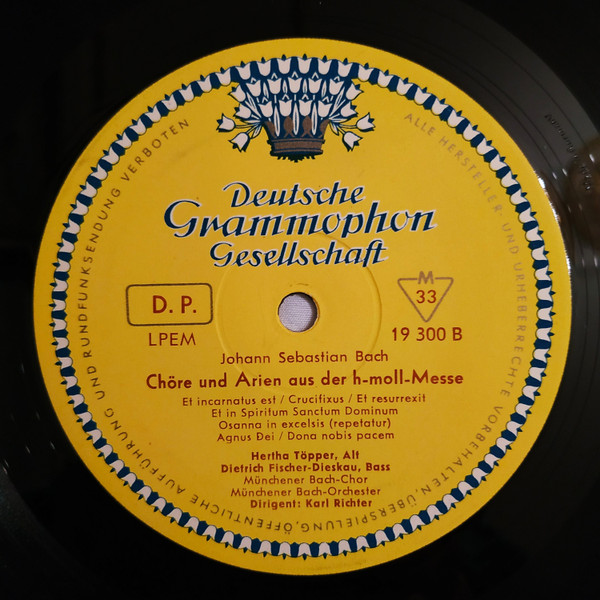 Deutsche
Grammophon
Gesellschaft
D. P.
LPEM
M
33
19 300 B
Johann Sebastian Bach
Chöre und Arien aus der h-moll-Messe
Et incarnatus est / Crucifixus / Et resurrexit
Et in Spiritum Sanctum Dominum
Osanna in excelsis (repetatur)
Agnus Dei / Dona nobis pacem
Hertha Töpper, Alt
Dietrich Fischer-Dieskau, Bass
Münchener Bach-Chor
Münchener Bach-Orchester
Dirigent: Karl Richter
ALLE HERSTELLER- UND URHEBERRECHTE VORBEHALTEN, ÜBERSPIELUNG, ÖFFENTLICHE AUFFÜHRUNG UND RUNDFUNKSENDUNG VERBOTEN